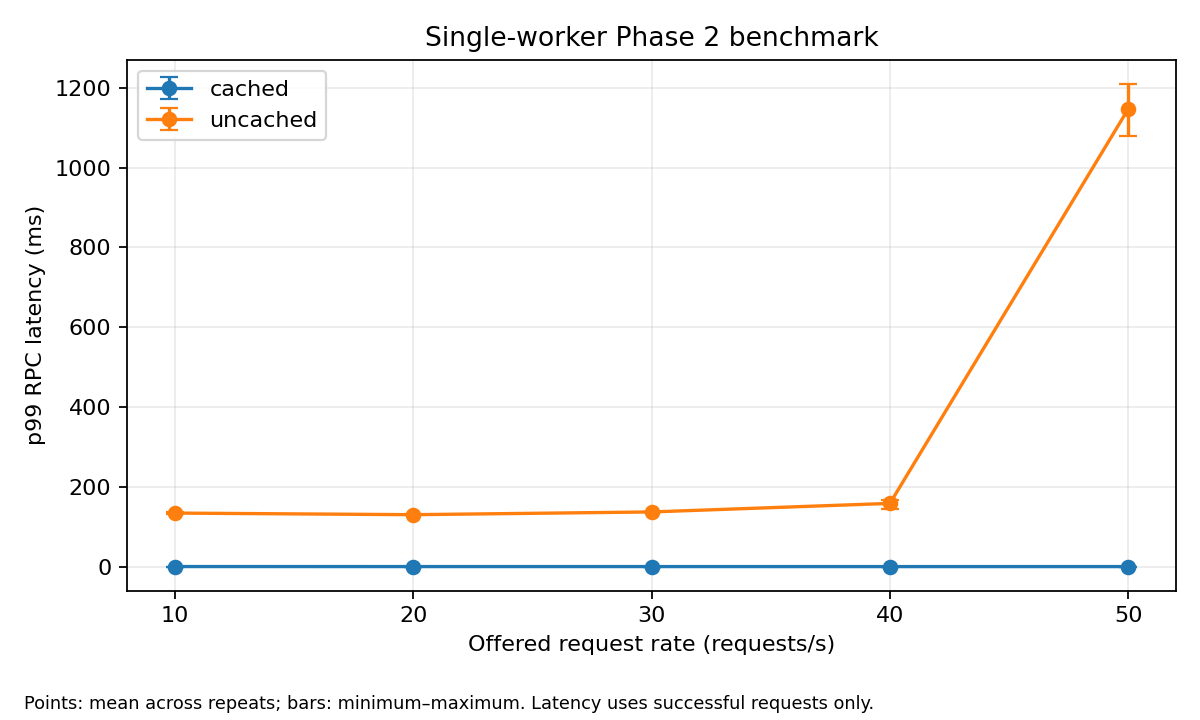 Single-worker Phase 2 benchmark
cached
uncached
p99 RPC latency (ms)
1200
1000
800
600
400
200
0
10 20 30 40 50
Offered request rate (requests/s)
Points: mean across repeats; bars: minimum–maximum. Latency uses successful requests only.